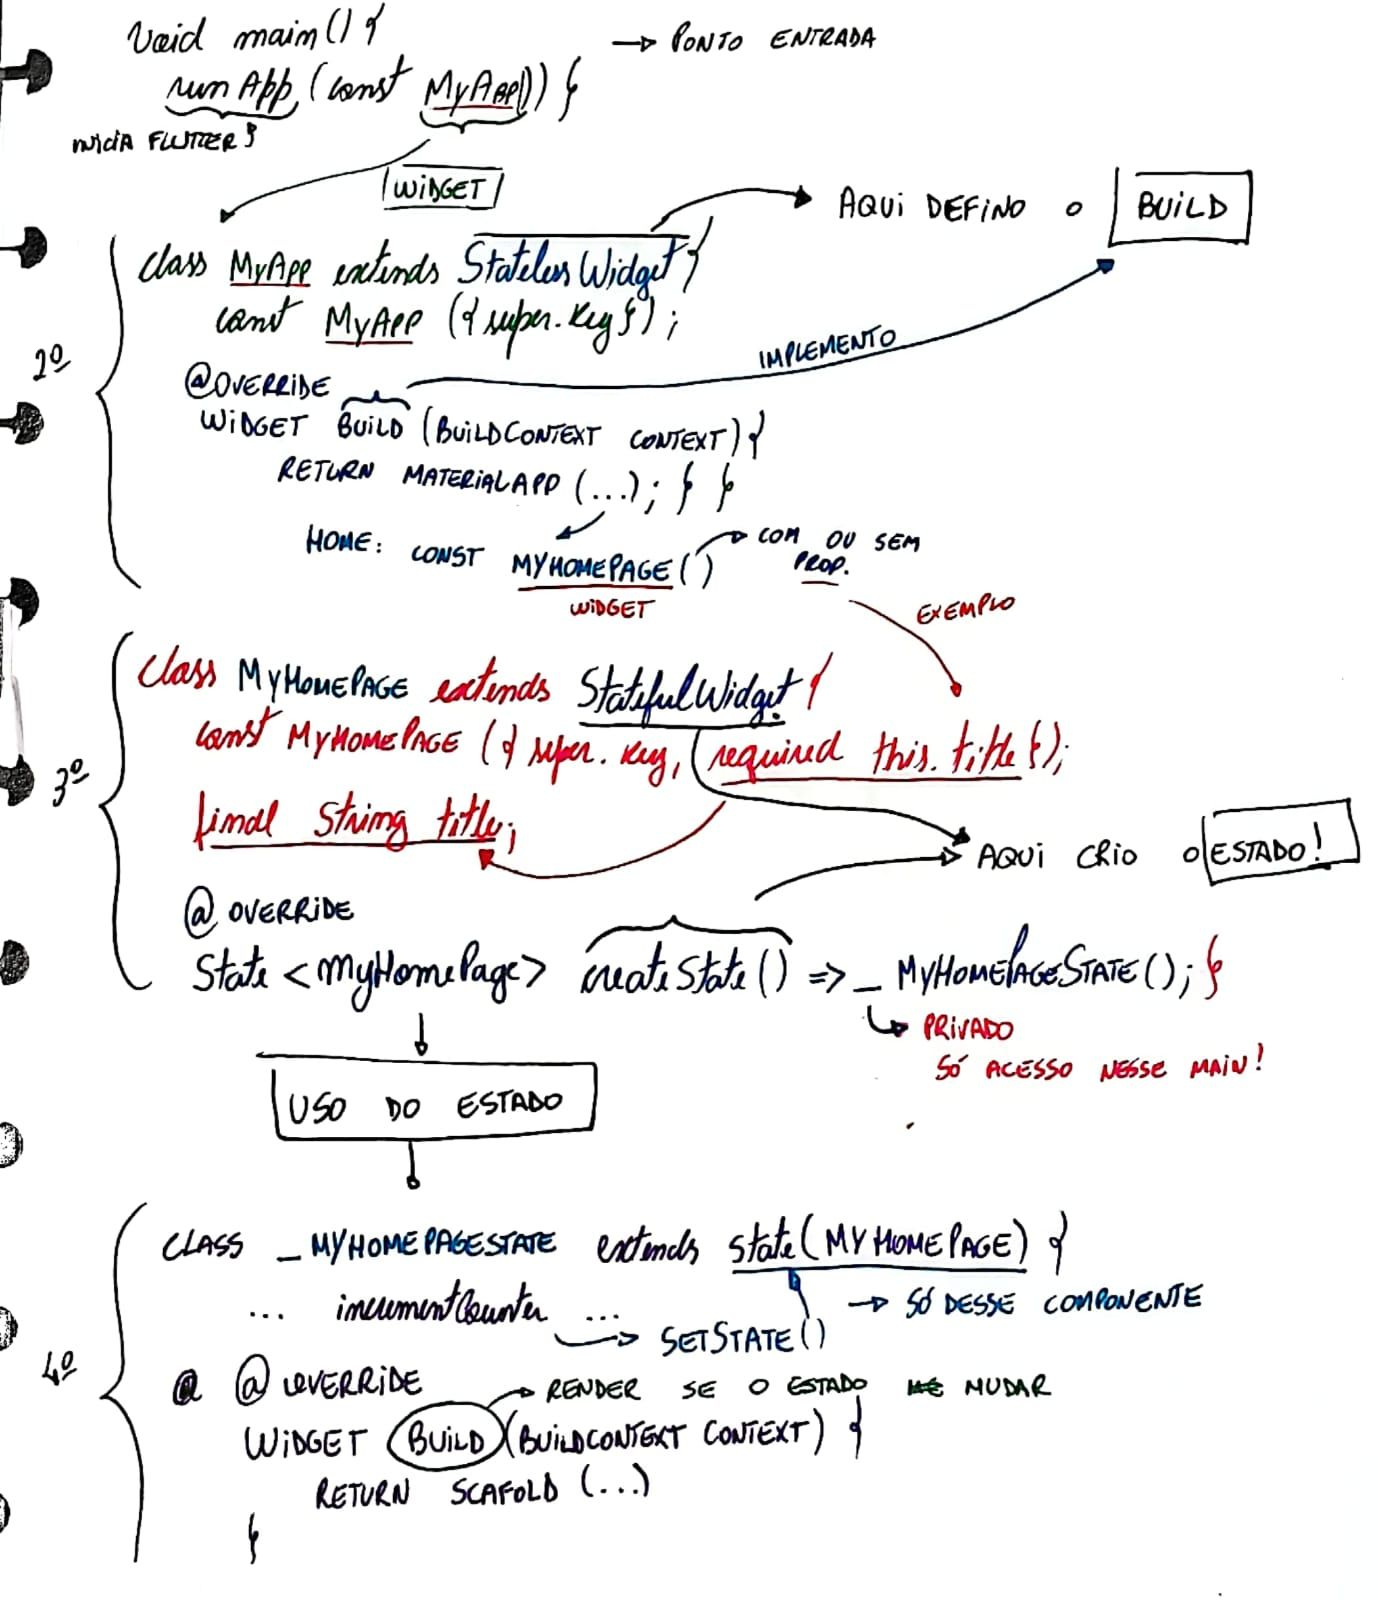 void main() {
→ PONTO ENTRADA
runApp (const MyApp()) }
INICIA FLUTTER }
WIDGET
AQUI DEFINO O BUILD
class MyApp extends StatelessWidget {
const MyApp ({ super.key });
IMPLEMENTO
2º
@OVERRIDE
WIDGET BUILD (BUILDCONTEXT CONTEXT) {
RETURN MATERIALAPP (...); } }
HOME: CONST MYHOMEPAGE () → COM OU SEM
PROP.
WIDGET
EXEMPLO
class MYHOMEPAGE extends StatefulWidget {
const MYHOMEPAGE ({ super.key, required this.title });
3º
final String title;
AQUI CRIO O ESTADO!
@ OVERRIDE
State <MyHomePage> createState() => _ MYHOMEPAGESTATE(); }
PRIVADO
SÓ ACESSO NESSE MAIN!
USO DO ESTADO
CLASS _ MYHOMEPAGESTATE extends state (MYHOMEPAGE) {
... incrementCounter ...
→ SÓ DESSE COMPONENTE
→ SETSTATE()
4º
@ @ OVERRIDE
→ RENDER SE O ESTADO MUDAR
WIDGET BUILD (BUILDCONTEXT CONTEXT) {
RETURN SCAFOLD (...)
}